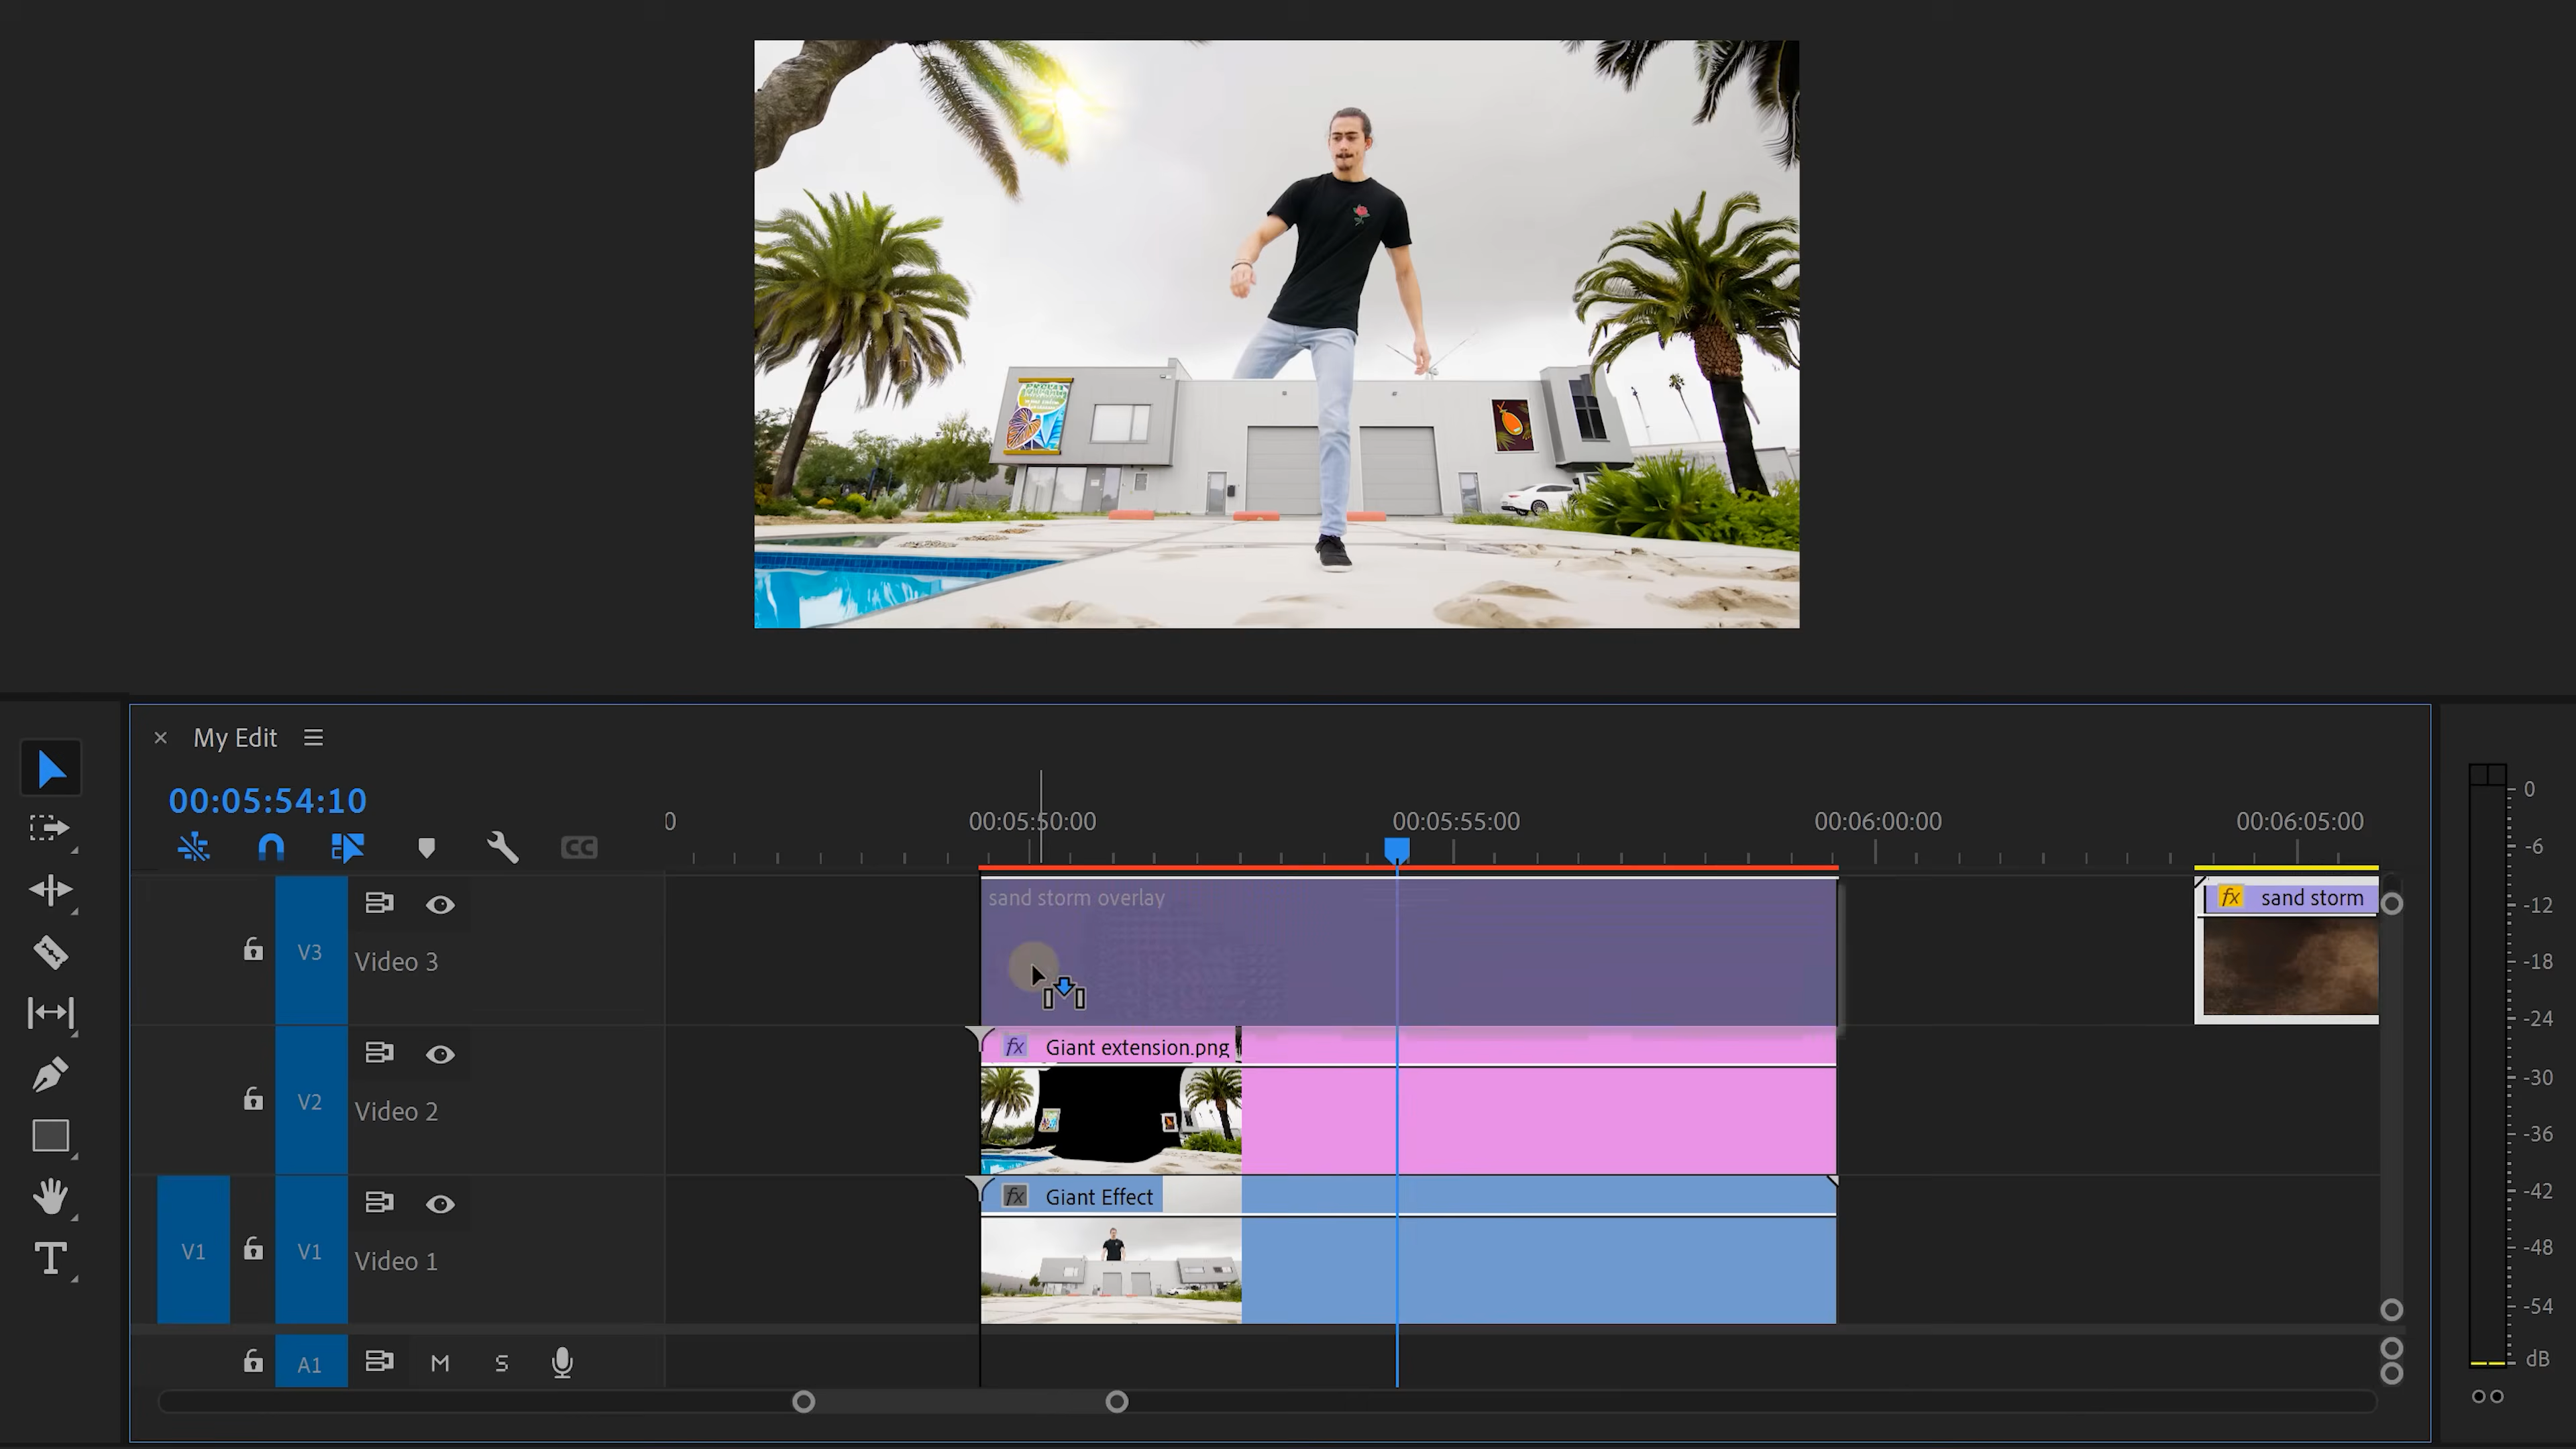 My Edit
00:05:54:10
CC
0
00:05:50:00
00:05:55:00
00:06:00:00
00:06:05:00
V3
Video 3
sand storm overlay
fx
sand storm
V2
Video 2
fx
Giant extension.png
V1
V1
Video 1
fx
Giant Effect
A1
M
S
T
0
-6
-12
-18
-24
-30
-36
-42
-48
-54
dB